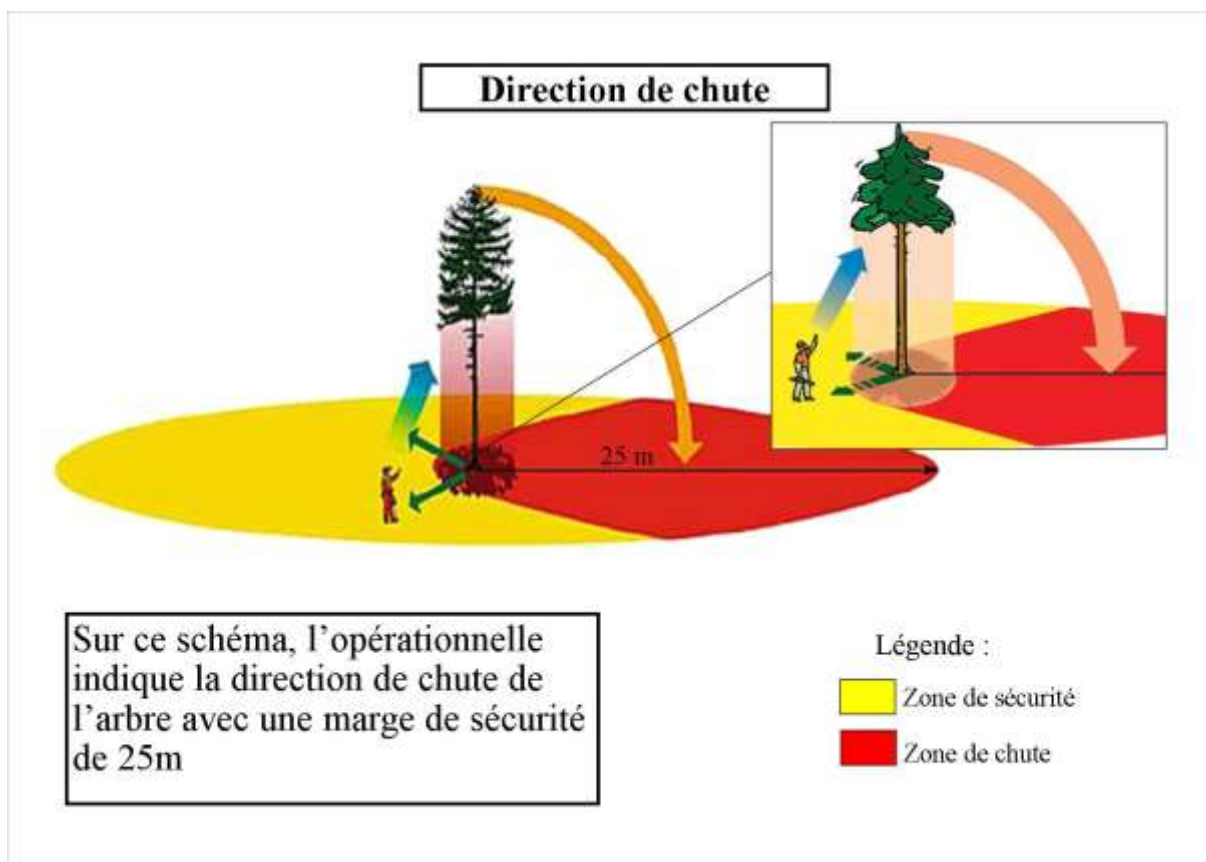 Direction de chute
25 m
Sur ce schéma, l'opérationnelle
indique la direction de chute de
l'arbre avec une marge de sécurité
de 25m
Légende :
Zone de sécurité
Zone de chute